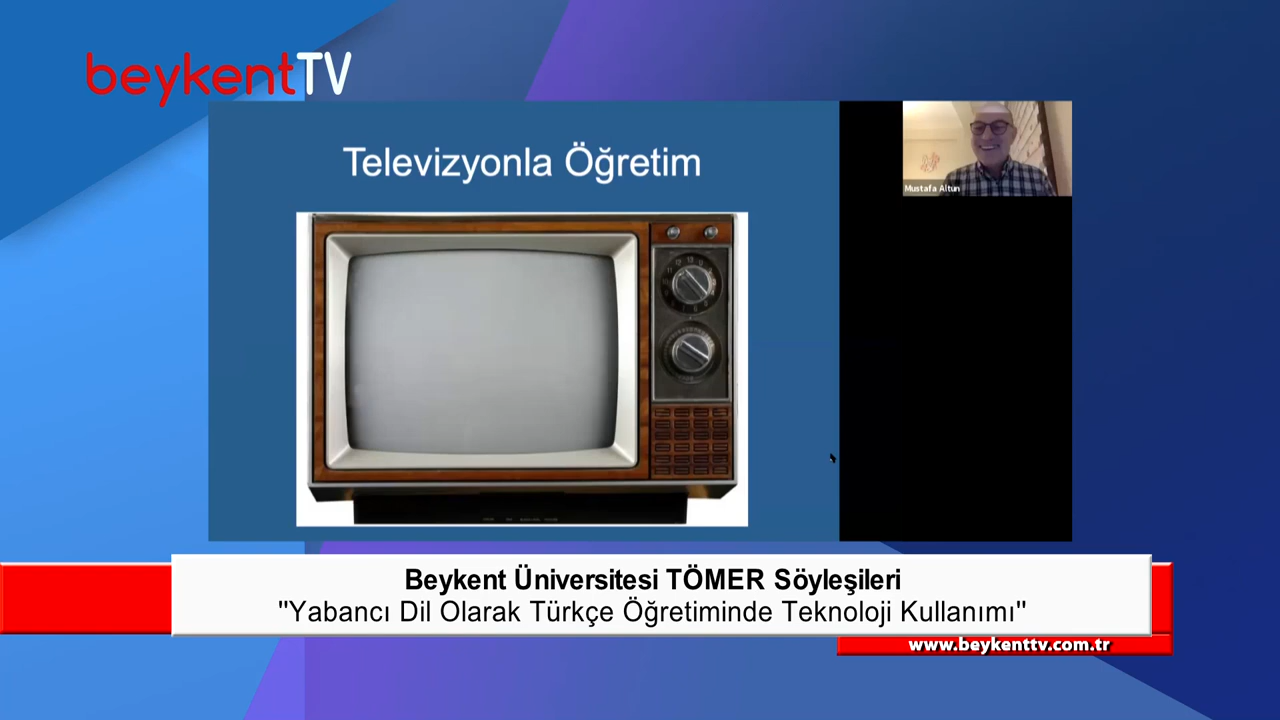 beykentTV
Televizyonla Öğretim
Mustafa Altun
Beykent Üniversitesi TÖMER Söyleşileri
"Yabancı Dil Olarak Türkçe Öğretiminde Teknoloji Kullanımı"
www.beykenttv.com.tr